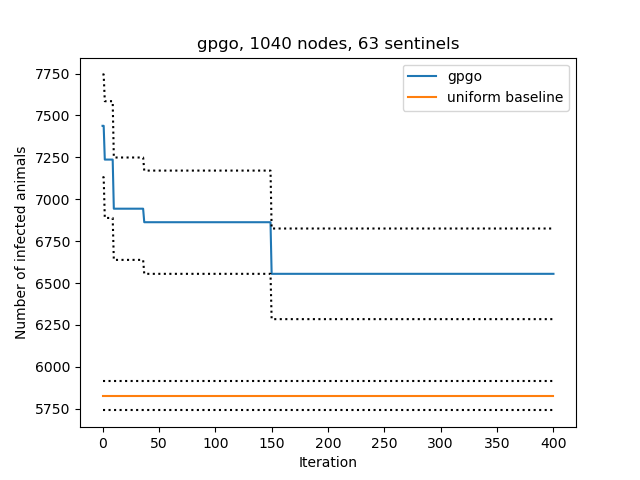 gpgo, 1040 nodes, 63 sentinels
gpgo
uniform baseline
Number of infected animals
7750
7500
7250
7000
6750
6500
6250
6000
5750
0 50 100 150 200 250 300 350 400
Iteration